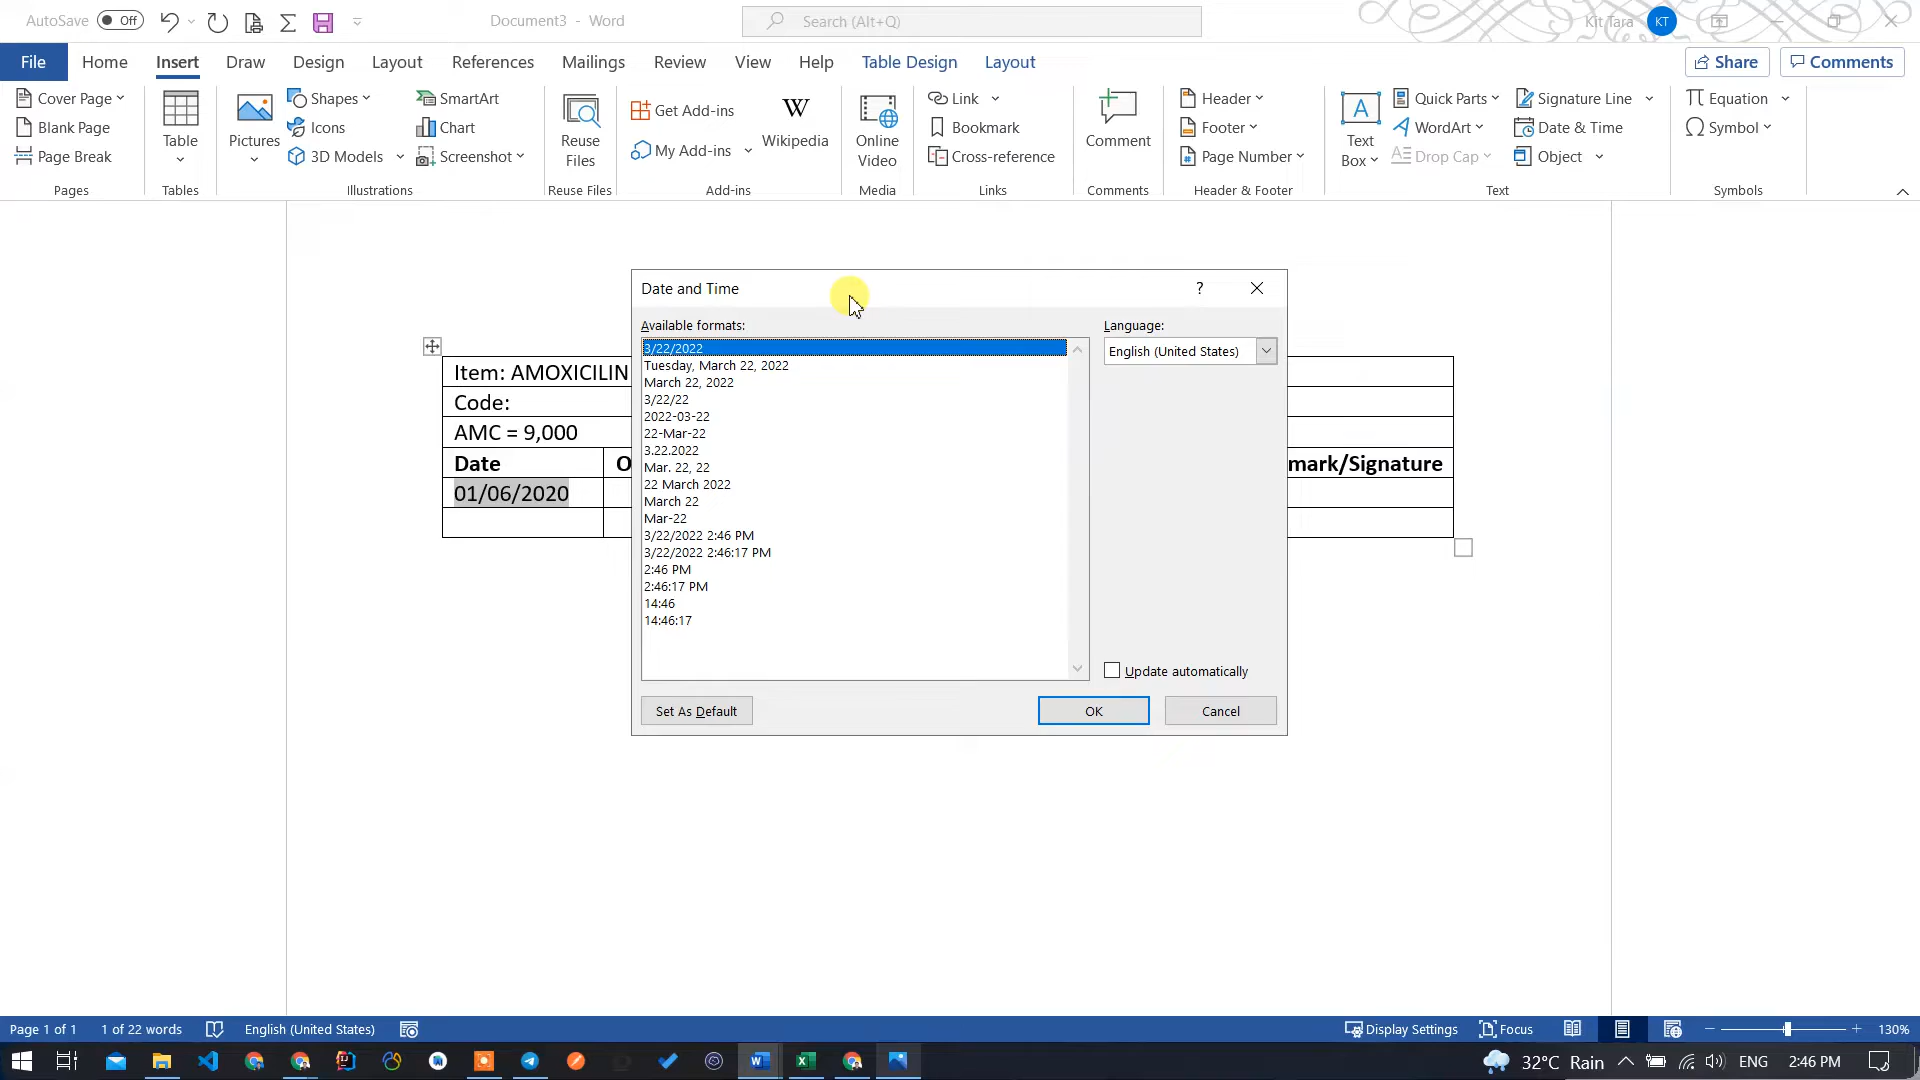 AutoSave Off Document3 - Word Search (Alt+Q) Kit Tara KT
File Home Insert Draw Design Layout References Mailings Review View Help Table Design Layout Share Comments
Cover Page
Blank Page
Page Break
Pages
Table
Tables
Pictures
Shapes
Icons
3D Models
SmartArt
Chart
Screenshot
Illustrations
Reuse
Files
Reuse Files
Get Add-ins
My Add-ins
W
Wikipedia
Add-ins
Online
Video
Media
Link
Bookmark
Cross-reference
Links
Comment
Comments
Header
Footer
Page Number
Header & Footer
A
Text
Box
Quick Parts
WordArt
Drop Cap
Signature Line
Date & Time
Object
Text
Equation
Symbol
Symbols
Item: AMOXICILIN
Code:
AMC = 9,000
Date O mark/Signature
01/06/2020
Date and Time ?
Available formats:
3/22/2022
Tuesday, March 22, 2022
March 22, 2022
3/22/22
2022-03-22
22-Mar-22
3.22.2022
Mar. 22, 22
22 March 2022
March 22
Mar-22
3/22/2022 2:46 PM
3/22/2022 2:46:17 PM
2:46 PM
2:46:17 PM
14:46
14:46:17
Language:
English (United States)
Update automatically
Set As Default OK Cancel
Page 1 of 1 1 of 22 words English (United States) Display Settings Focus 130%
32°C Rain ENG 2:46 PM